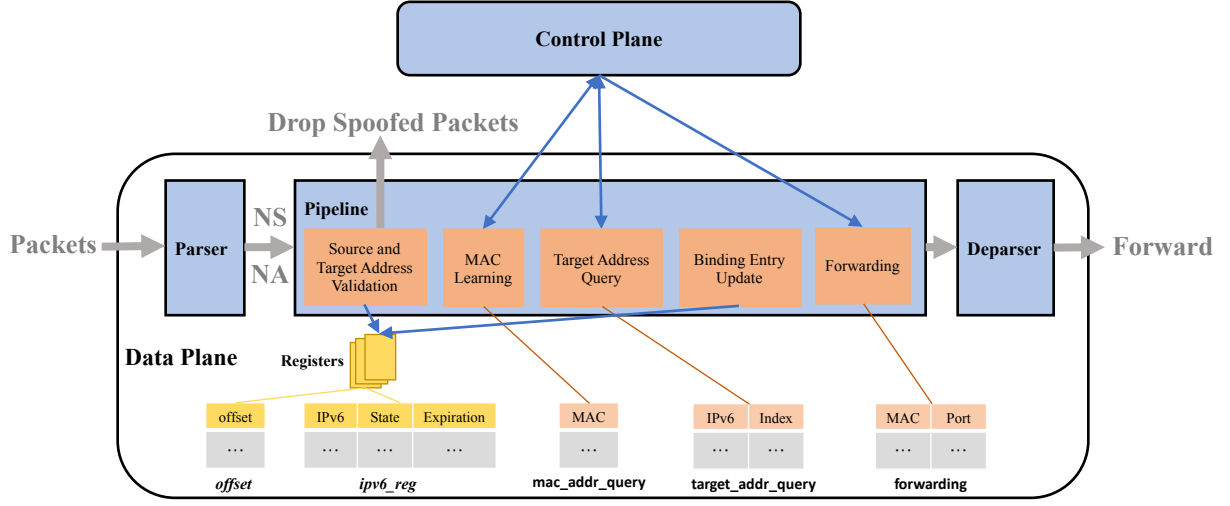 Control Plane
Drop Spoofed Packets
Packets
Parser
NS
NA
Pipeline
Source and
Target Address
Validation
MAC
Learning
Target Address
Query
Binding Entry
Update
Forwarding
Deparser
Forward
Data Plane
Registers
offset
IPv6 State Expiration
MAC
IPv6 Index
MAC Port
... ... ... ... ... ... ... ... ...
offset
ipv6_reg
mac_addr_query
target_addr_query
forwarding